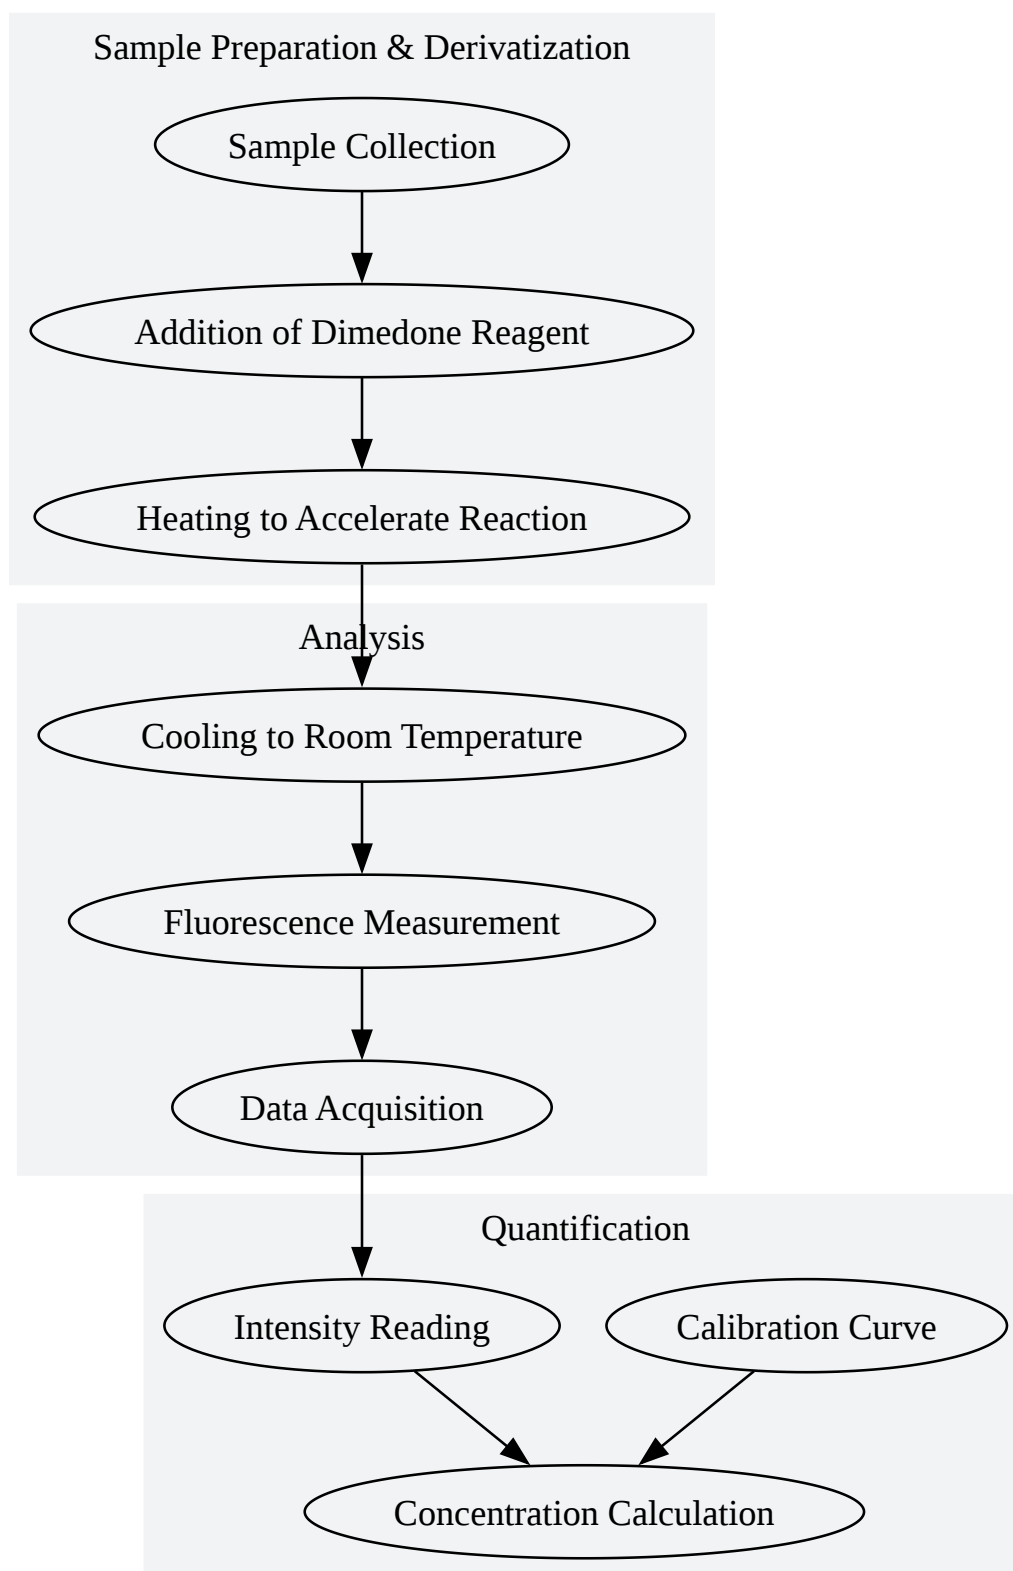 Sample Preparation & Derivatization
Sample Collection
Addition of Dimedone Reagent
Heating to Accelerate Reaction
Analysis
Cooling to Room Temperature
Fluorescence Measurement
Data Acquisition
Quantification
Intensity Reading
Calibration Curve
Concentration Calculation